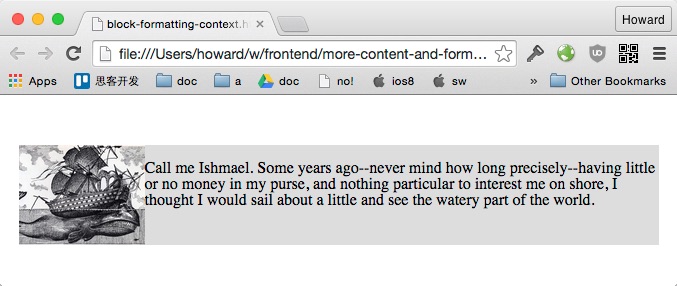 block-formatting-context.h
Howard
file:///Users/howard/w/frontend/more-content-and-form...
Apps 思客开发 doc a doc no! ios8 sw » Other Bookmarks
Call me Ishmael. Some years ago--never mind how long precisely--having little
or no money in my purse, and nothing particular to interest me on shore, I
thought I would sail about a little and see the watery part of the world.